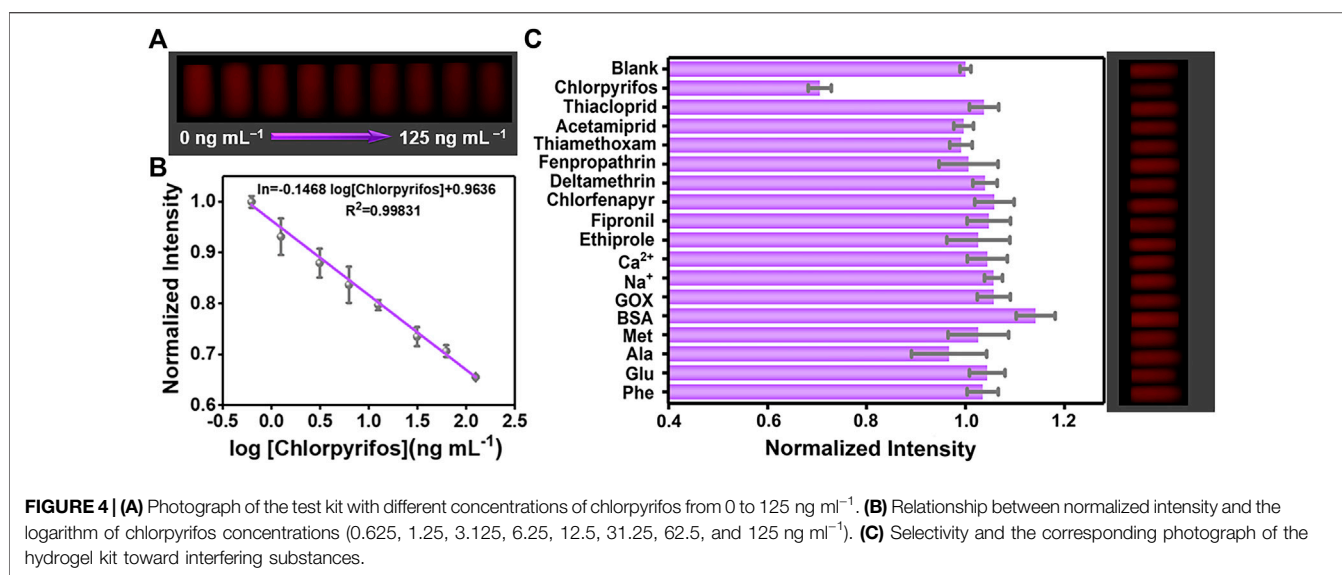 A
0 ng mL⁻¹ 125 ng mL⁻¹
B
In=-0.1468 log[Chlorpyrifos]+0.9636
R²=0.99831
Normalized Intensity
1.0
0.9
0.8
0.7
0.6
-0.5 0.0 0.5 1.0 1.5 2.0 2.5
log [Chlorpyrifos](ng mL⁻¹)
C
Blank
Chlorpyrifos
Thiacloprid
Acetamiprid
Thiamethoxam
Fenpropathrin
Deltamethrin
Chlorfenapyr
Fipronil
Ethiprole
Ca²⁺
Na⁺
GOX
BSA
Met
Ala
Glu
Phe
0.4 0.6 0.8 1.0 1.2
Normalized Intensity
FIGURE 4 | (A) Photograph of the test kit with different concentrations of chlorpyrifos from 0 to 125 ng ml⁻¹. (B) Relationship between normalized intensity and the
logarithm of chlorpyrifos concentrations (0.625, 1.25, 3.125, 6.25, 12.5, 31.25, 62.5, and 125 ng ml⁻¹). (C) Selectivity and the corresponding photograph of the
hydrogel kit toward interfering substances.